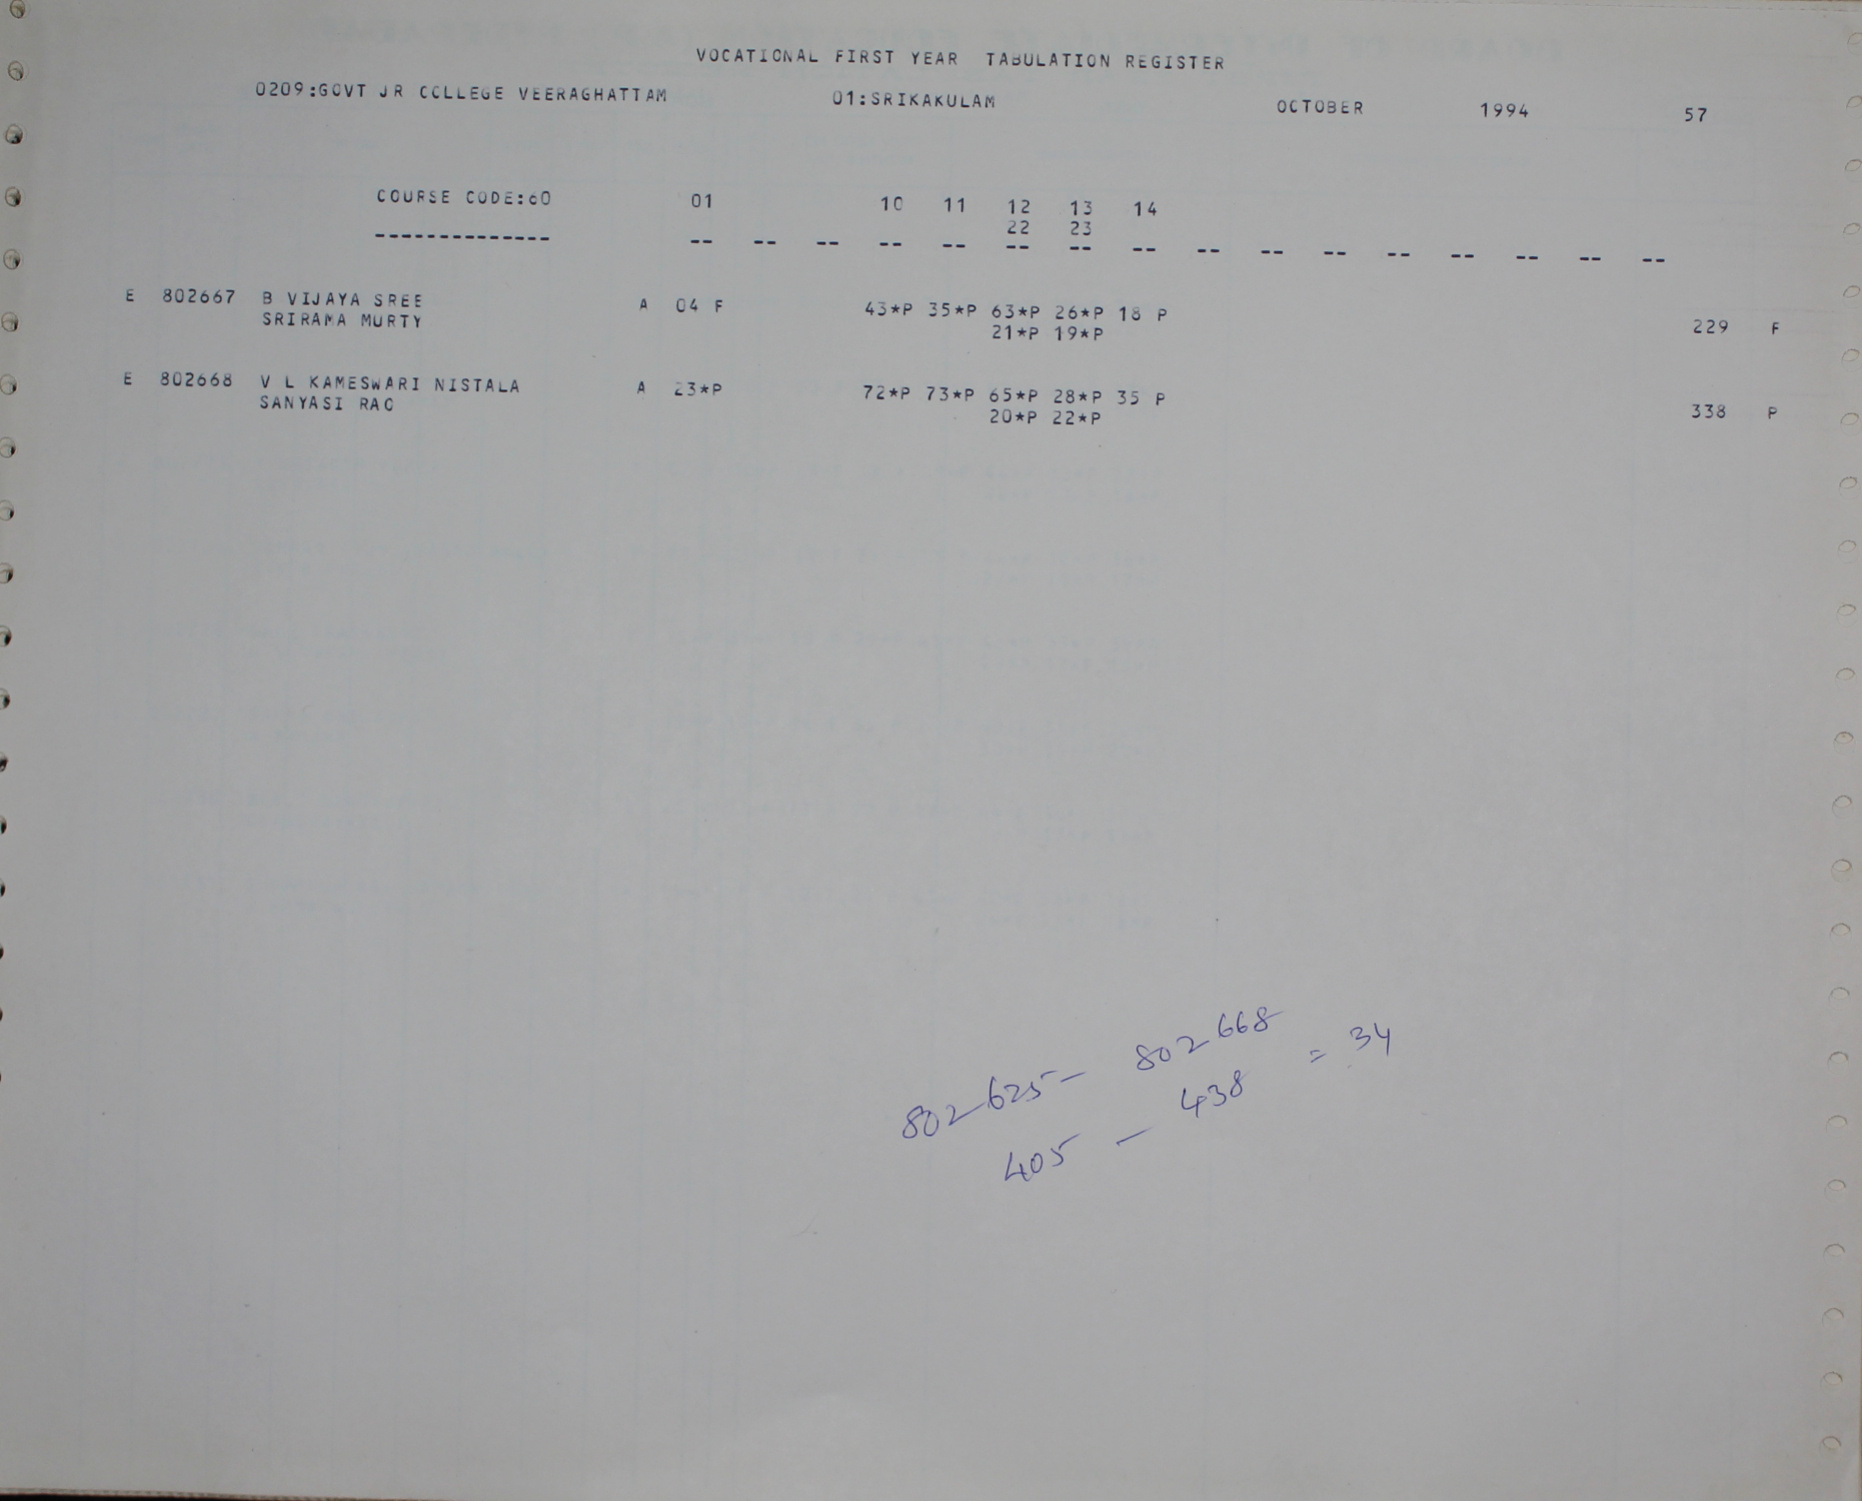 VOCATIONAL FIRST YEAR TABULATION REGISTER
0209:GOVT JR COLLEGE VEERAGHATTAM 01:SRIKAKULAM OCTOBER 1994 57
COURSE CODE:60 01 10 11 12 13 14
22 23
-------------- -- -- -- -- -- -- -- -- -- -- -- -- -- -- -- --
E 802667 B VIJAYA SREE A 04 F 43*P 35*P 63*P 26*P 18 P
SRIRAMA MURTY 21*P 19*P 229 F
E 802668 V L KAMESWARI NISTALA A 23*P 72*P 73*P 65*P 28*P 35 P
SANYASI RAO 20*P 22*P 338 P
802625 - 802668
405 - 438 = 34